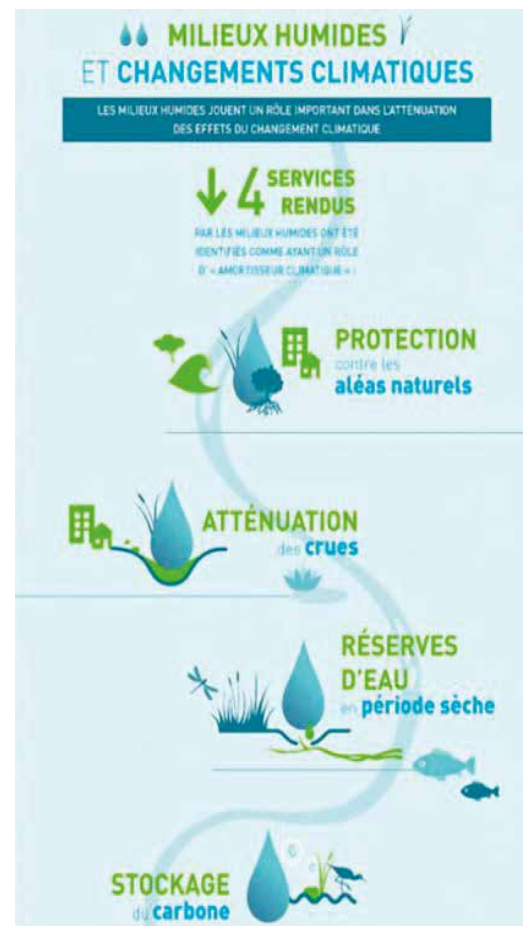 MILIEUX HUMIDES
ET CHANGEMENTS CLIMATIQUES
LES MILIEUX HUMIDES JOUENT UN RÔLE IMPORTANT DANS L'ATTÉNUATION
DES EFFETS DU CHANGEMENT CLIMATIQUE
4 SERVICES
RENDUS
PAR LES MILIEUX HUMIDES ONT ÉTÉ
IDENTIFIÉS COMME AYANT UN RÔLE
D'« AMORTISSEUR CLIMATIQUE » :
PROTECTION
contre les
aléas naturels
ATTÉNUATION
des crues
RÉSERVES
D'EAU
en période sèche
STOCKAGE
du carbone